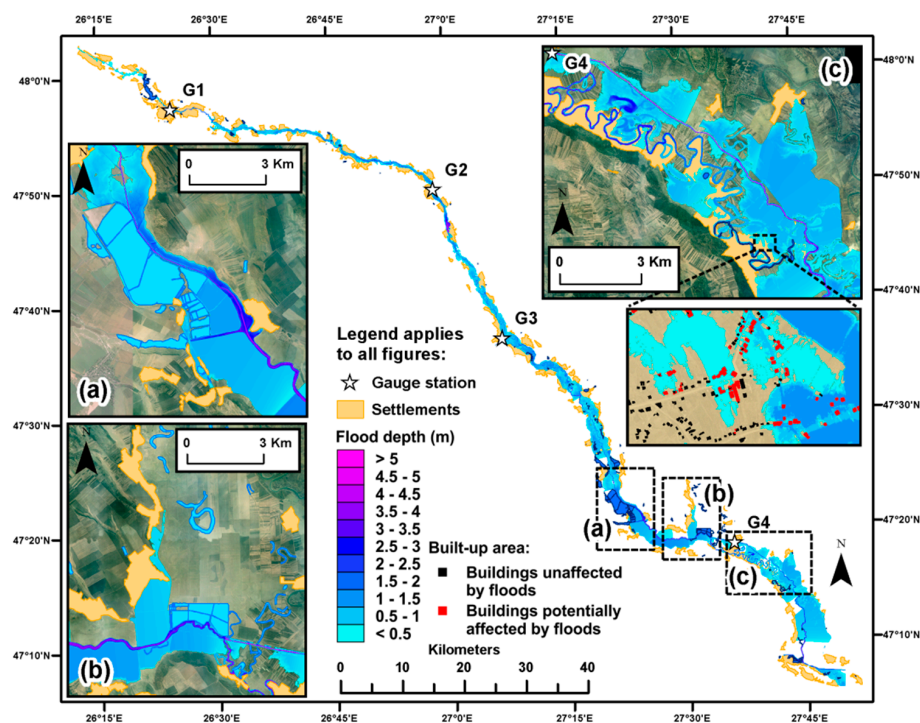 26°15'E 26°30'E 26°45'E 27°0'E 27°15'E 27°30'E 27°45'E
48°0'N
47°50'N
47°40'N
47°30'N
47°20'N
47°10'N
48°0'N
47°50'N
47°40'N
47°30'N
47°20'N
47°10'N
G1
G2
G3
G4
(a)
(b)
(c)
N
0 3 Km
(a)
N
0 3 Km
(b)
G4
(c)
N
0 3 Km
Legend applies
to all figures:
Gauge station
Settlements
Flood depth (m)
> 5
4.5 - 5
4 - 4.5
3.5 - 4
3 - 3.5
2.5 - 3
2 - 2.5
1.5 - 2
1 - 1.5
0.5 - 1
< 0.5
Built-up area:
Buildings unaffected
by floods
Buildings potentially
affected by floods
Kilometers
0 10 20 30 40
N
26°15'E 26°30'E 26°45'E 27°0'E 27°15'E 27°30'E 27°45'E